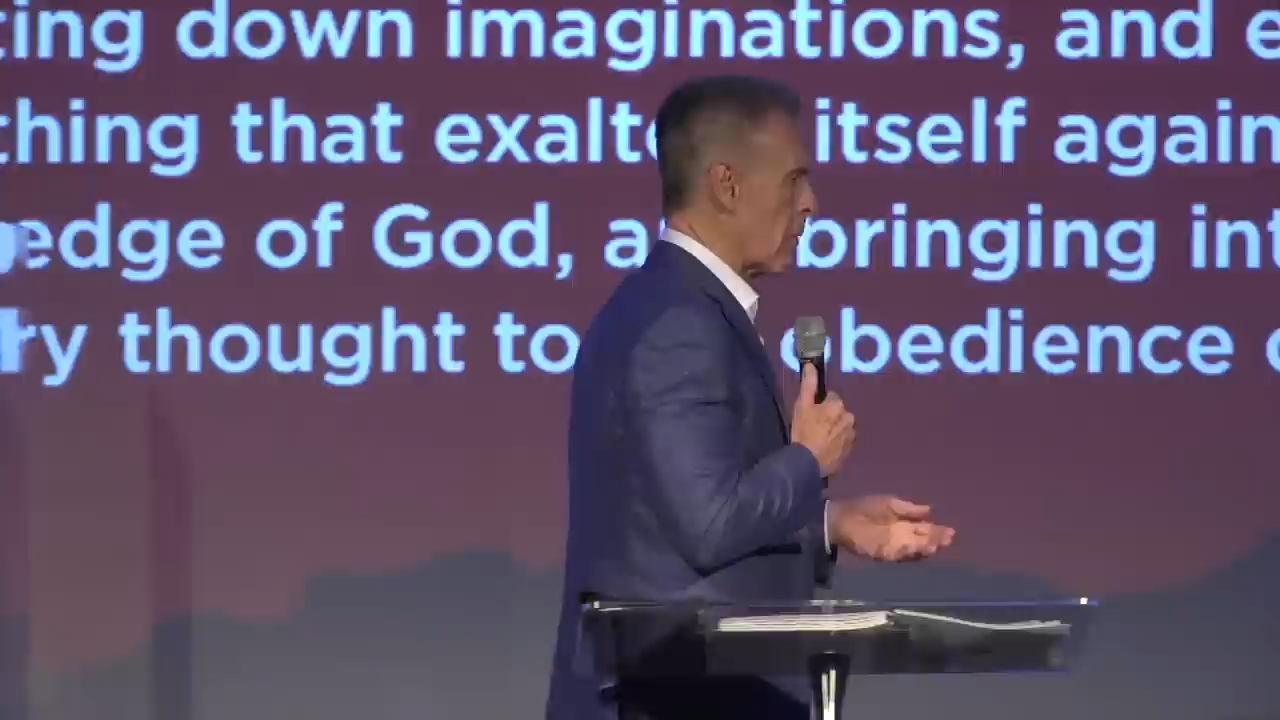 ting down imaginations, and e
thing that exalte itself again
edge of God, a bringing int
ry thought to obedience